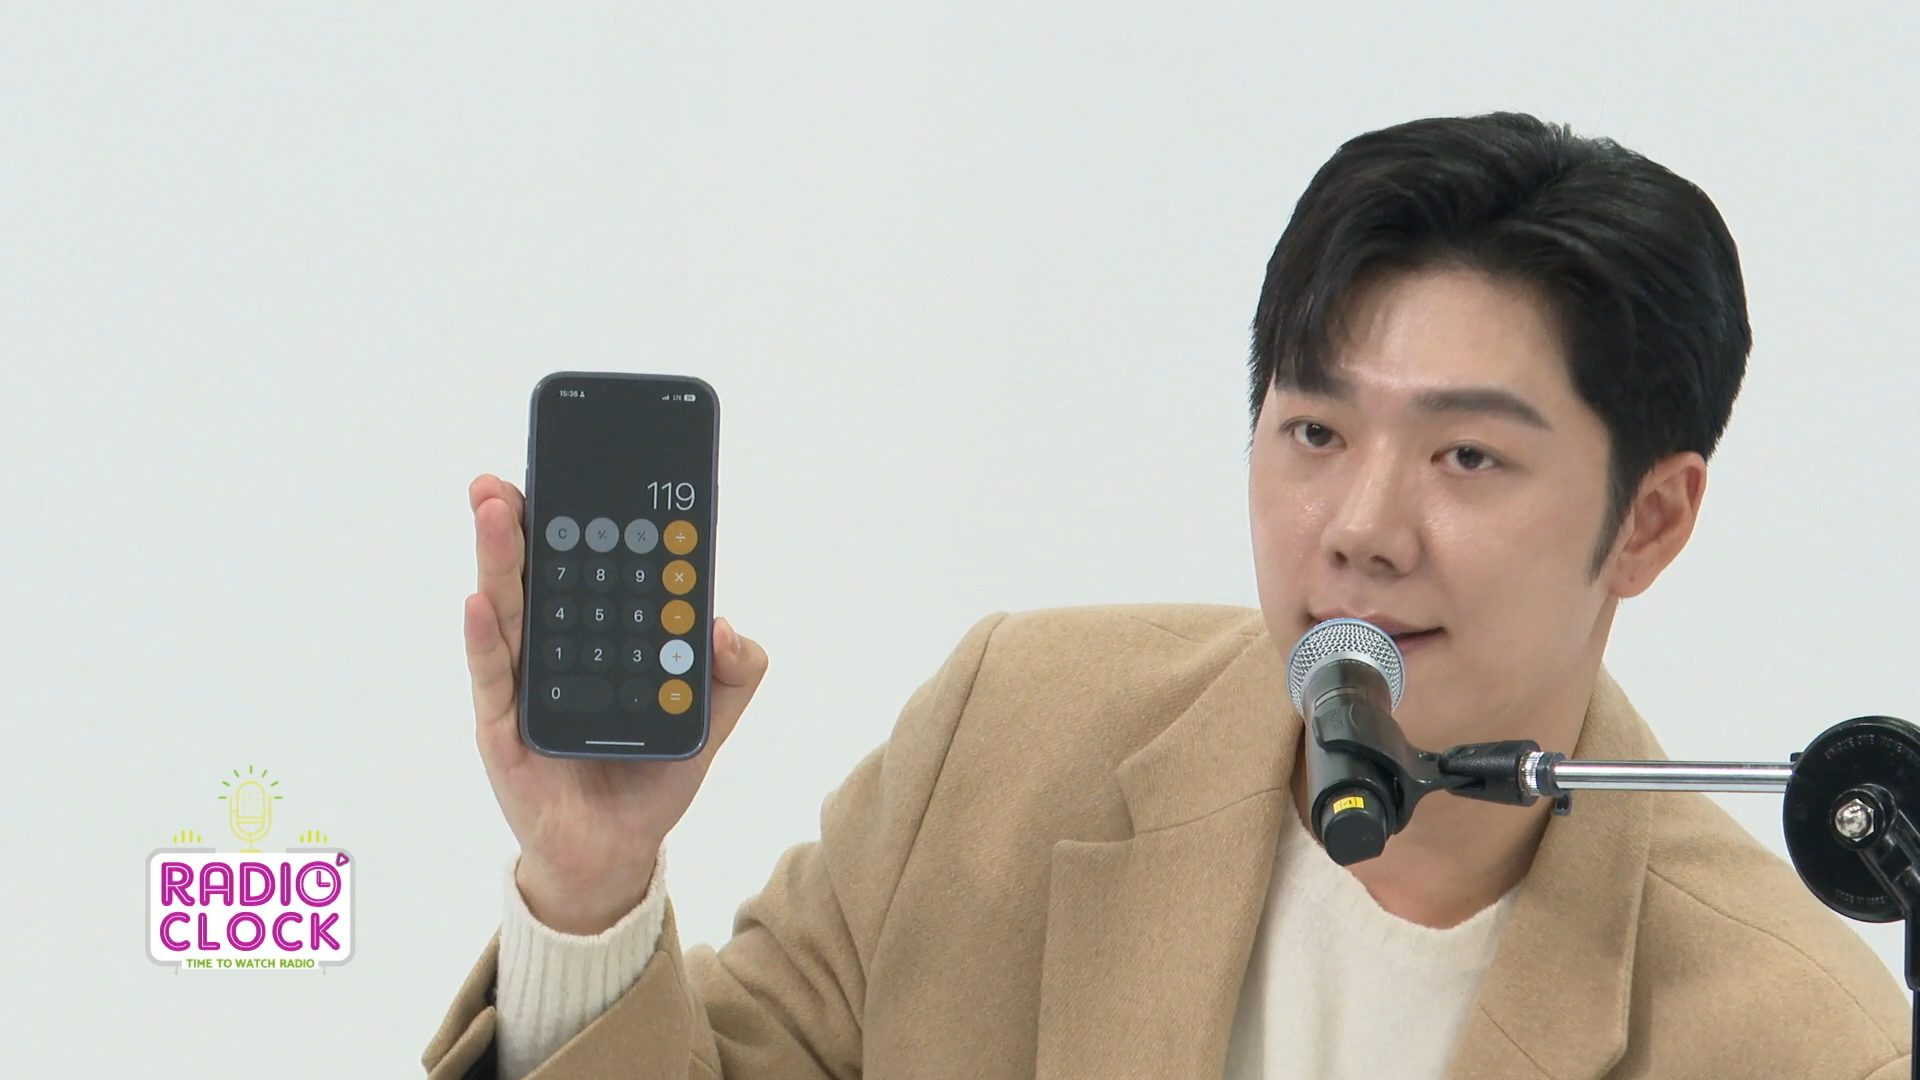 15:36
LTE
119
C ⁺⁄₋ % ÷
7 8 9 ×
4 5 6 -
1 2 3 +
0 . =
RADIO
CLOCK
TIME TO WATCH RADIO